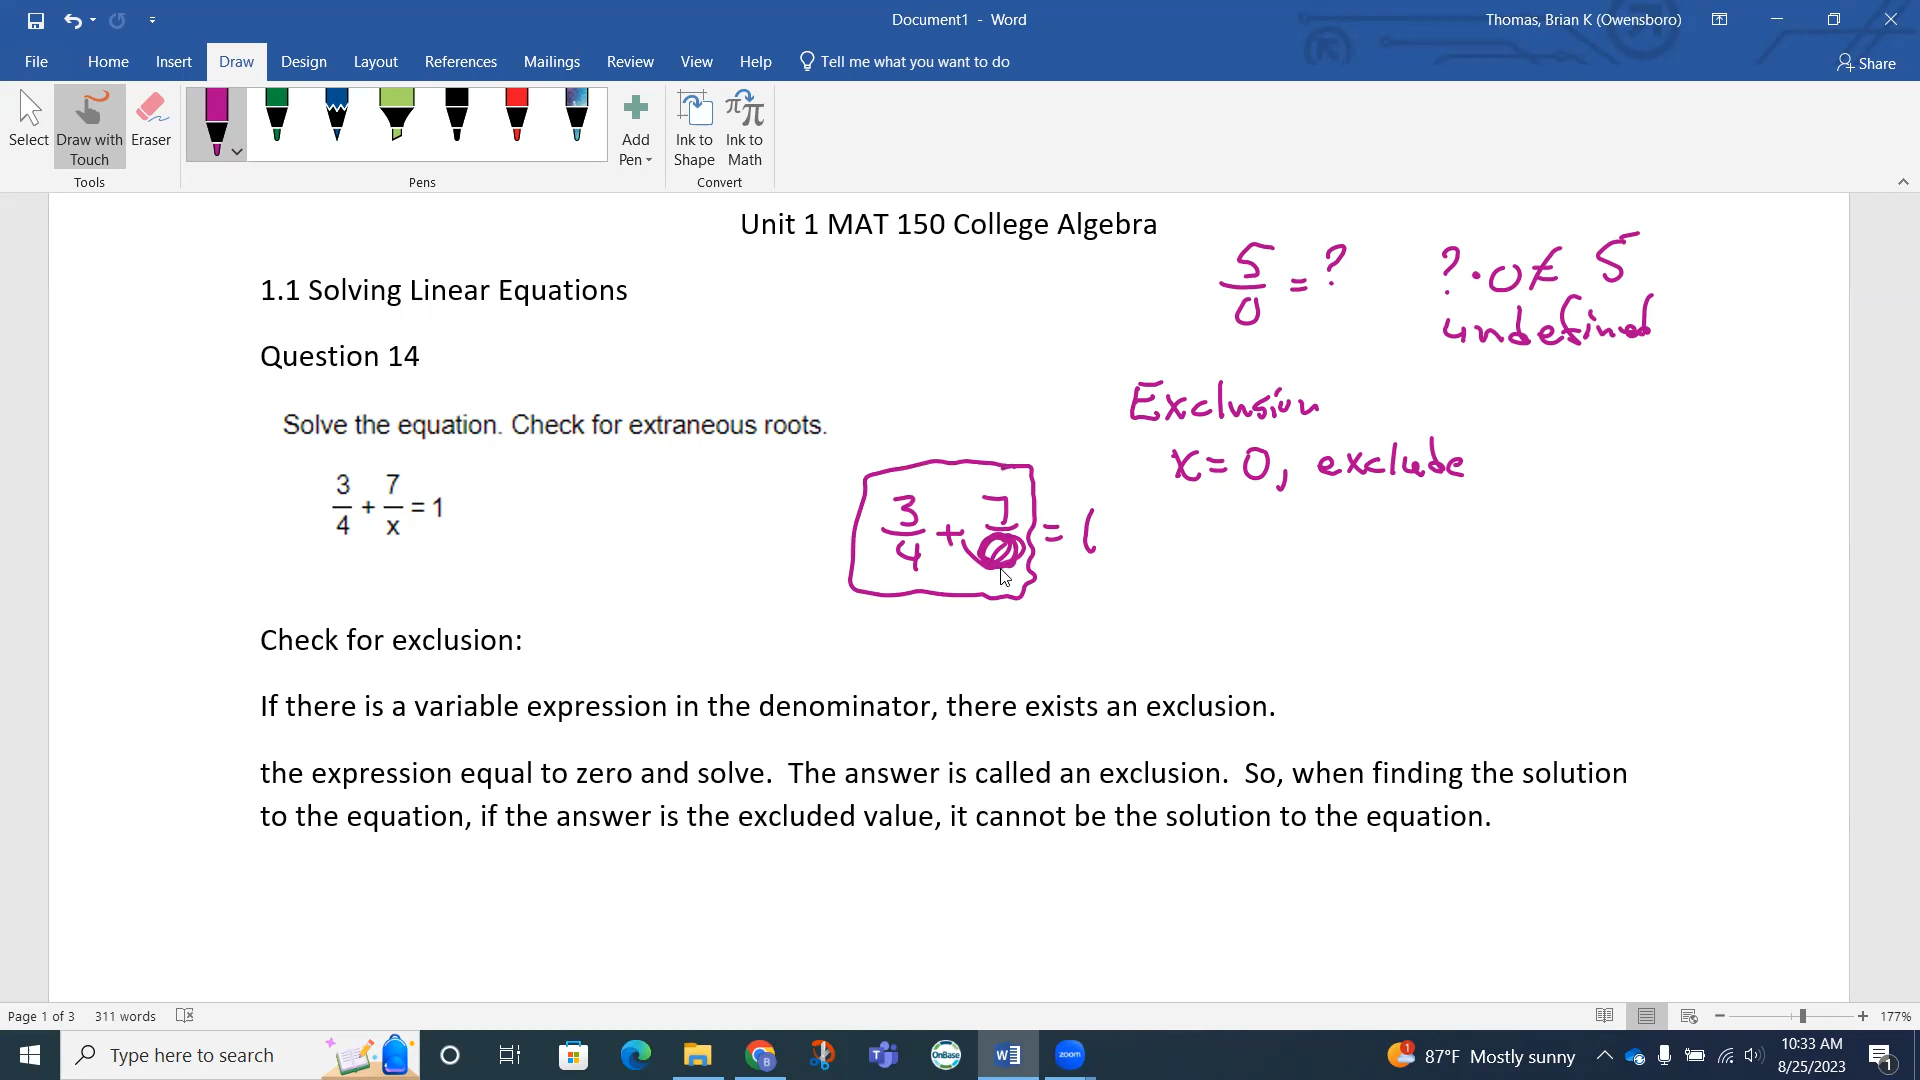 Document1 - Word
Thomas, Brian K (Owensboro)
File Home Insert Draw Design Layout References Mailings Review View Help Tell me what you want to do
Share
Select Draw with Touch Eraser Add Pen Ink to Shape Ink to Math
Tools Pens Convert
Unit 1 MAT 150 College Algebra
5/0 = ? ? · 0 ≠ 5
undefined
1.1 Solving Linear Equations
Question 14
Exclusion
x = 0, exclude
Solve the equation. Check for extraneous roots.
3/4 + 7/x = 1
3/4 + 7/ = 1
Check for exclusion:
If there is a variable expression in the denominator, there exists an exclusion.
the expression equal to zero and solve. The answer is called an exclusion. So, when finding the solution
to the equation, if the answer is the excluded value, it cannot be the solution to the equation.
Page 1 of 3 311 words 177%
Type here to search
OnBase
zoom
87°F Mostly sunny
10:33 AM
8/25/2023
1